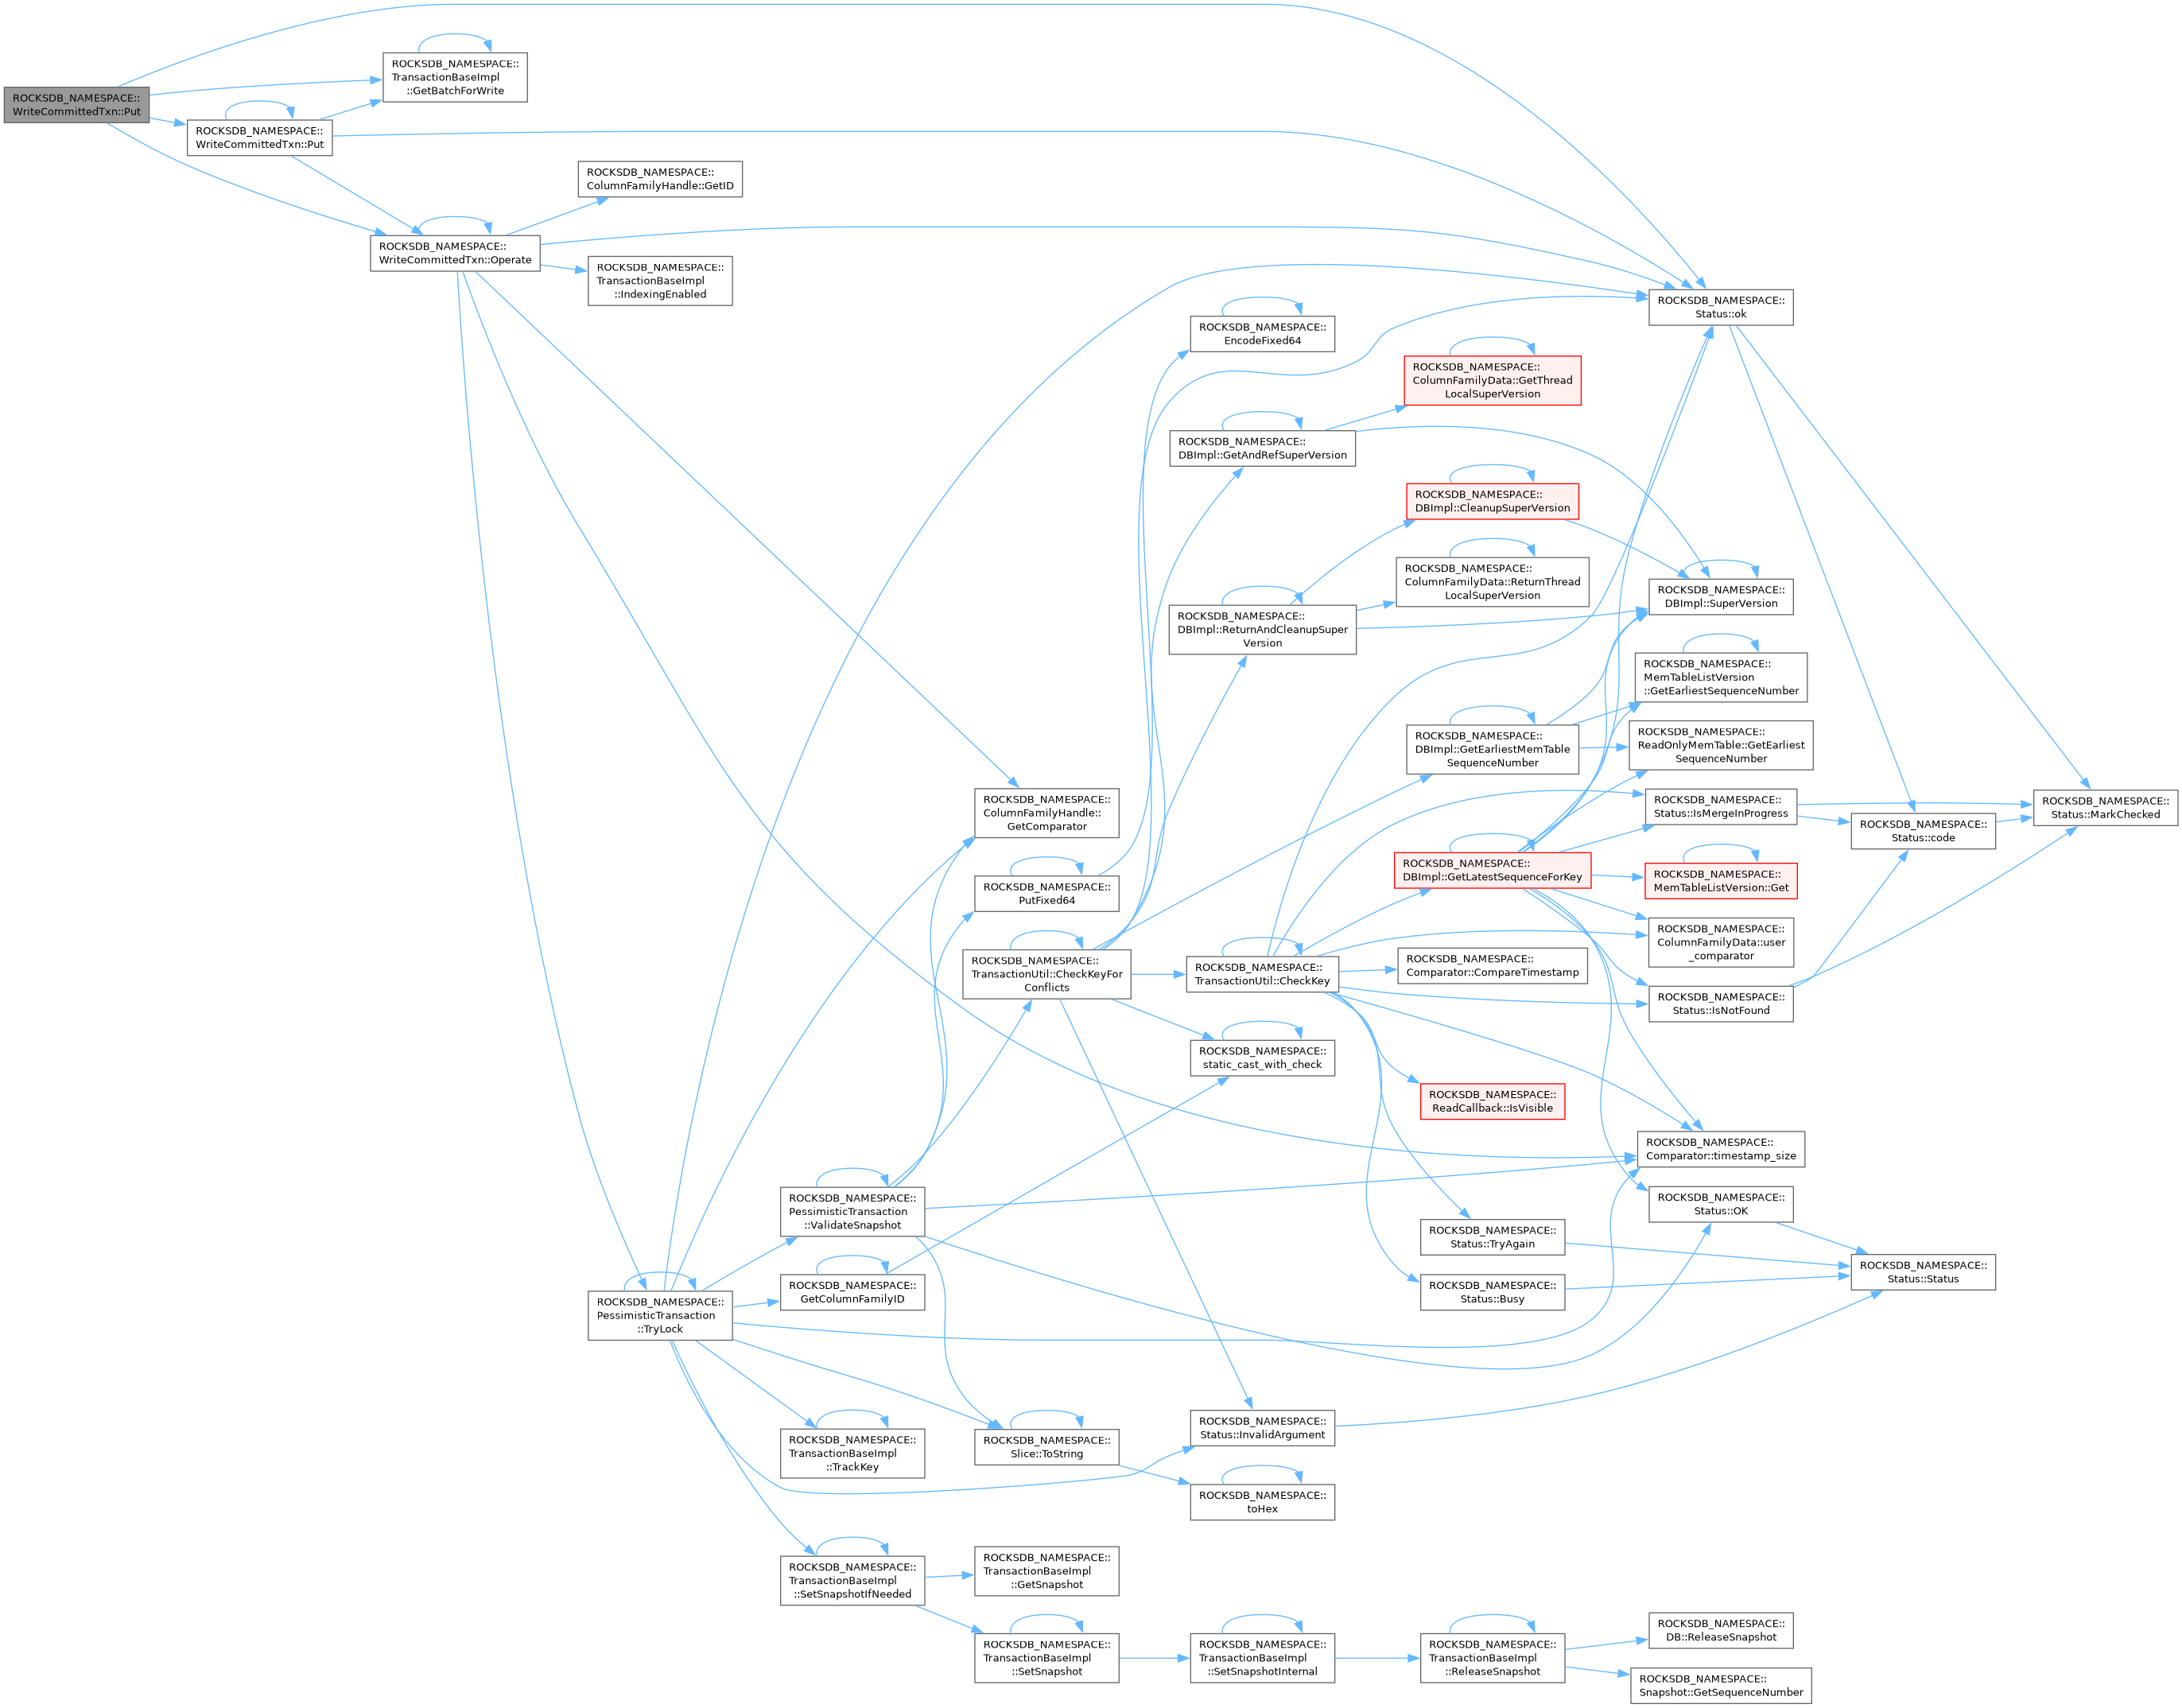 ROCKSDB_NAMESPACE::
WriteCommittedTxn::Put
ROCKSDB_NAMESPACE::
TransactionBaseImpl
::GetBatchForWrite
ROCKSDB_NAMESPACE::
WriteCommittedTxn::Put
ROCKSDB_NAMESPACE::
WriteCommittedTxn::Operate
ROCKSDB_NAMESPACE::
ColumnFamilyHandle::GetID
ROCKSDB_NAMESPACE::
TransactionBaseImpl
::IndexingEnabled
ROCKSDB_NAMESPACE::
PessimisticTransaction
::TryLock
ROCKSDB_NAMESPACE::
PessimisticTransaction
::ValidateSnapshot
ROCKSDB_NAMESPACE::
GetColumnFamilyID
ROCKSDB_NAMESPACE::
TransactionBaseImpl
::TrackKey
ROCKSDB_NAMESPACE::
TransactionBaseImpl
::SetSnapshotIfNeeded
ROCKSDB_NAMESPACE::
ColumnFamilyHandle::
GetComparator
ROCKSDB_NAMESPACE::
PutFixed64
ROCKSDB_NAMESPACE::
TransactionUtil::CheckKeyFor
Conflicts
ROCKSDB_NAMESPACE::
Slice::ToString
ROCKSDB_NAMESPACE::
TransactionBaseImpl
::GetSnapshot
ROCKSDB_NAMESPACE::
TransactionBaseImpl
::SetSnapshot
ROCKSDB_NAMESPACE::
EncodeFixed64
ROCKSDB_NAMESPACE::
DBImpl::GetAndRefSuperVersion
ROCKSDB_NAMESPACE::
DBImpl::ReturnAndCleanupSuper
Version
ROCKSDB_NAMESPACE::
TransactionUtil::CheckKey
ROCKSDB_NAMESPACE::
static_cast_with_check
ROCKSDB_NAMESPACE::
Status::InvalidArgument
ROCKSDB_NAMESPACE::
toHex
ROCKSDB_NAMESPACE::
TransactionBaseImpl
::SetSnapshotInternal
ROCKSDB_NAMESPACE::
ColumnFamilyData::GetThread
LocalSuperVersion
ROCKSDB_NAMESPACE::
DBImpl::CleanupSuperVersion
ROCKSDB_NAMESPACE::
ColumnFamilyData::ReturnThread
LocalSuperVersion
ROCKSDB_NAMESPACE::
DBImpl::GetEarliestMemTable
SequenceNumber
ROCKSDB_NAMESPACE::
DBImpl::GetLatestSequenceForKey
ROCKSDB_NAMESPACE::
Comparator::CompareTimestamp
ROCKSDB_NAMESPACE::
ReadCallback::IsVisible
ROCKSDB_NAMESPACE::
Status::TryAgain
ROCKSDB_NAMESPACE::
Status::Busy
ROCKSDB_NAMESPACE::
TransactionBaseImpl
::ReleaseSnapshot
ROCKSDB_NAMESPACE::
Status::ok
ROCKSDB_NAMESPACE::
DBImpl::SuperVersion
ROCKSDB_NAMESPACE::
MemTableListVersion
::GetEarliestSequenceNumber
ROCKSDB_NAMESPACE::
ReadOnlyMemTable::GetEarliest
SequenceNumber
ROCKSDB_NAMESPACE::
Status::IsMergeInProgress
ROCKSDB_NAMESPACE::
MemTableListVersion::Get
ROCKSDB_NAMESPACE::
ColumnFamilyData::user
_comparator
ROCKSDB_NAMESPACE::
Status::IsNotFound
ROCKSDB_NAMESPACE::
Comparator::timestamp_size
ROCKSDB_NAMESPACE::
Status::OK
ROCKSDB_NAMESPACE::
DB::ReleaseSnapshot
ROCKSDB_NAMESPACE::
Snapshot::GetSequenceNumber
ROCKSDB_NAMESPACE::
Status::code
ROCKSDB_NAMESPACE::
Status::Status
ROCKSDB_NAMESPACE::
Status::MarkChecked